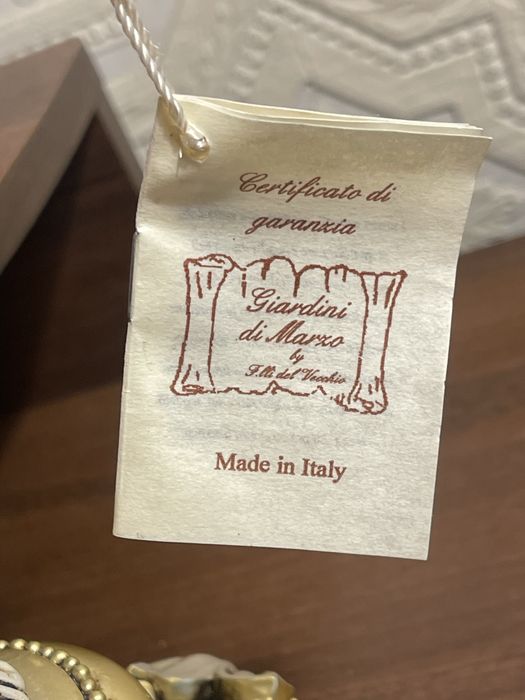 Certificato di
garanzia
Giardini
di Marzo
by
F.lli del Vecchio
Made in Italy